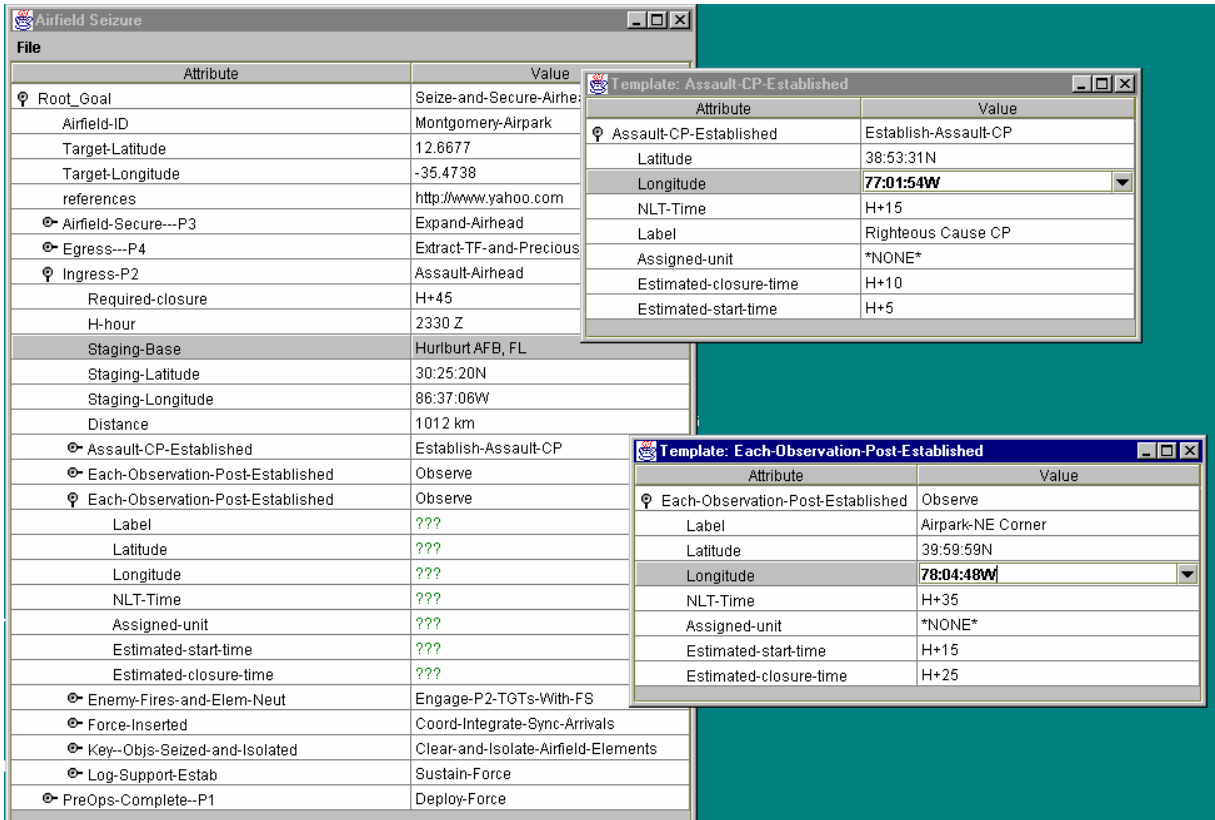 Airfield Seizure
File
Attribute Value
Root_Goal Seize-and-Secure-Airhe
Airfield-ID Montgomery-Airpark
Target-Latitude 12.6677
Target-Longitude -35.4738
references http://www.yahoo.com
Airfield-Secure---P3 Expand-Airhead
Egress---P4 Extract-TF-and-Precious
Ingress-P2 Assault-Airhead
Required-closure H+45
H-hour 2330 Z
Staging-Base Hurlburt AFB, FL
Staging-Latitude 30:25:20N
Staging-Longitude 86:37:06W
Distance 1012 km
Assault-CP-Established Establish-Assault-CP
Each-Observation-Post-Established Observe
Each-Observation-Post-Established Observe
Label ???
Latitude ???
Longitude ???
NLT-Time ???
Assigned-unit ???
Estimated-start-time ???
Estimated-closure-time ???
Enemy-Fires-and-Elem-Neut Engage-P2-TGTs-With-FS
Force-Inserted Coord-Integrate-Sync-Arrivals
Key--Objs-Seized-and-Isolated Clear-and-Isolate-Airfield-Elements
Log-Support-Estab Sustain-Force
PreOps-Complete--P1 Deploy-Force
Template: Assault-CP-Established
Attribute Value
Assault-CP-Established Establish-Assault-CP
Latitude 38:53:31N
Longitude 77:01:54W
NLT-Time H+15
Label Righteous Cause CP
Assigned-unit *NONE*
Estimated-closure-time H+10
Estimated-start-time H+5
Template: Each-Observation-Post-Established
Attribute Value
Each-Observation-Post-Established Observe
Label Airpark-NE Corner
Latitude 39:59:59N
Longitude 78:04:48W
NLT-Time H+35
Assigned-unit *NONE*
Estimated-start-time H+15
Estimated-closure-time H+25